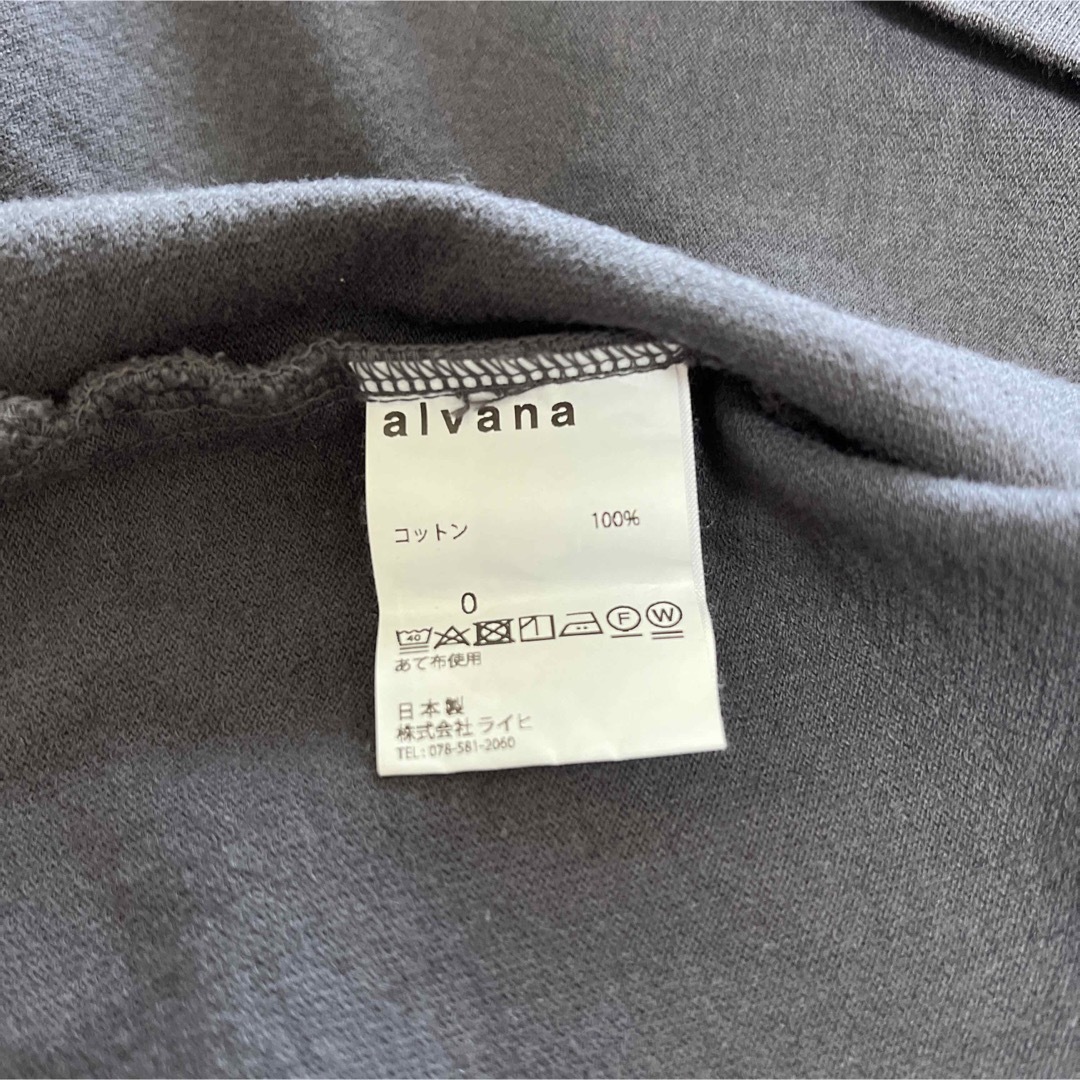 alvana
コットン 100%
0
40 F W
あて布使用
日本製
株式会社ライヒ
TEL: 078-581-2060